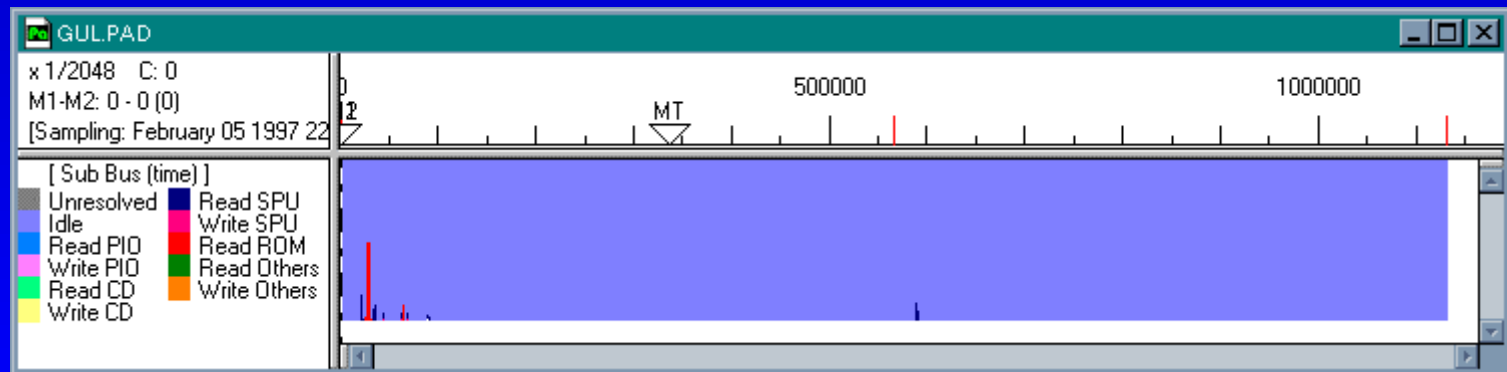 GUL.PAD
x 1/2048 C: 0
M1-M2: 0 - 0 (0)
[Sampling: February 05 1997 22
0 500000 1000000
MT
[ Sub Bus (time) ]
Unresolved Read SPU
Idle Write SPU
Read PIO Read ROM
Write PIO Read Others
Read CD Write Others
Write CD